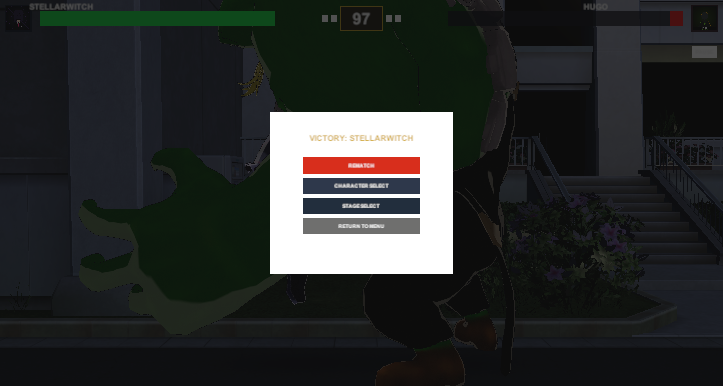 STELLARWITCH
HUGO
97
VICTORY: STELLARWITCH
REMATCH
CHARACTER SELECT
STAGE SELECT
RETURN TO MENU